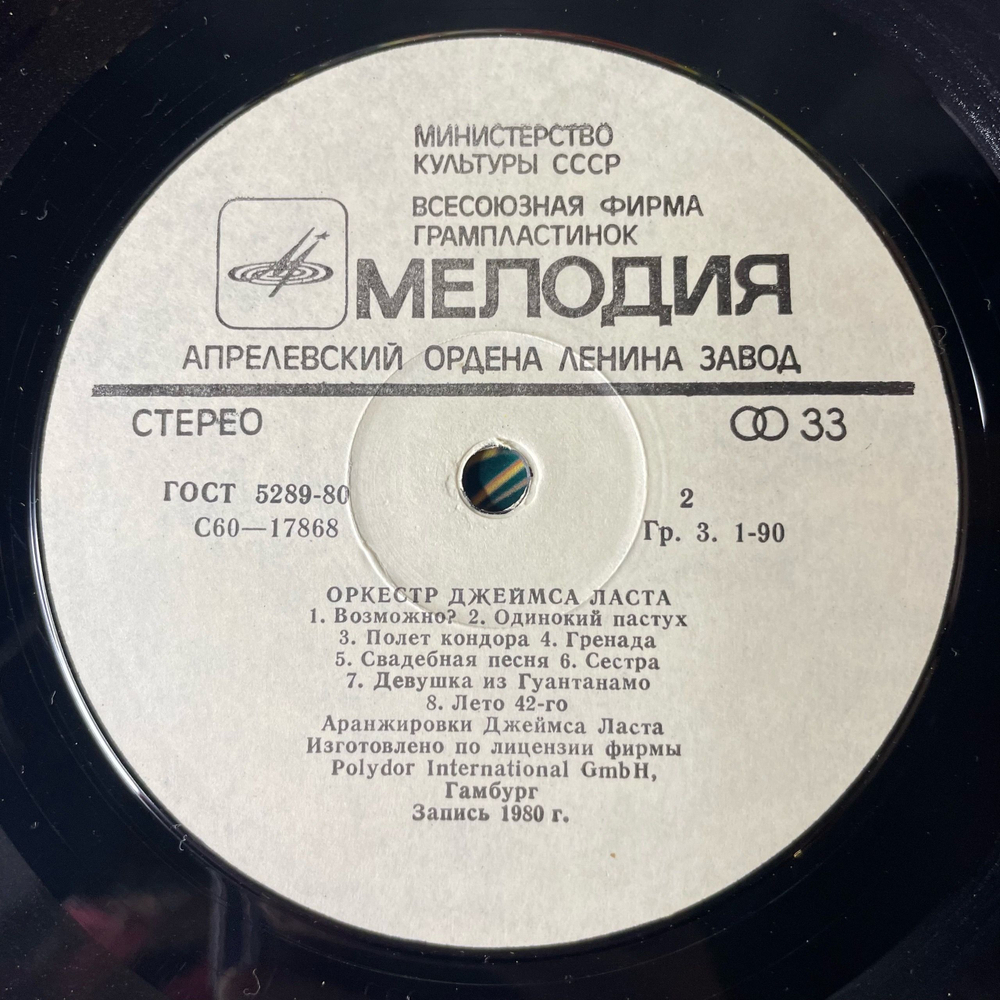 МИНИСТЕРСТВО
КУЛЬТУРЫ СССР
ВСЕСОЮЗНАЯ ФИРМА
ГРАМПЛАСТИНОК
МЕЛОДИЯ
АПРЕЛЕВСКИЙ ОРДЕНА ЛЕНИНА ЗАВОД
СТЕРЕО
33
ГОСТ 5289-80
С60—17868
2
Гр. 3. 1-90
ОРКЕСТР ДЖЕЙМСА ЛАСТА
1. Возможно? 2. Одинокий пастух
3. Полет кондора 4. Гренада
5. Свадебная песня 6. Сестра
7. Девушка из Гуантанамо
8. Лето 42-го
Аранжировки Джеймса Ласта
Изготовлено по лицензии фирмы
Polydor International GmbH,
Гамбург
Запись 1980 г.